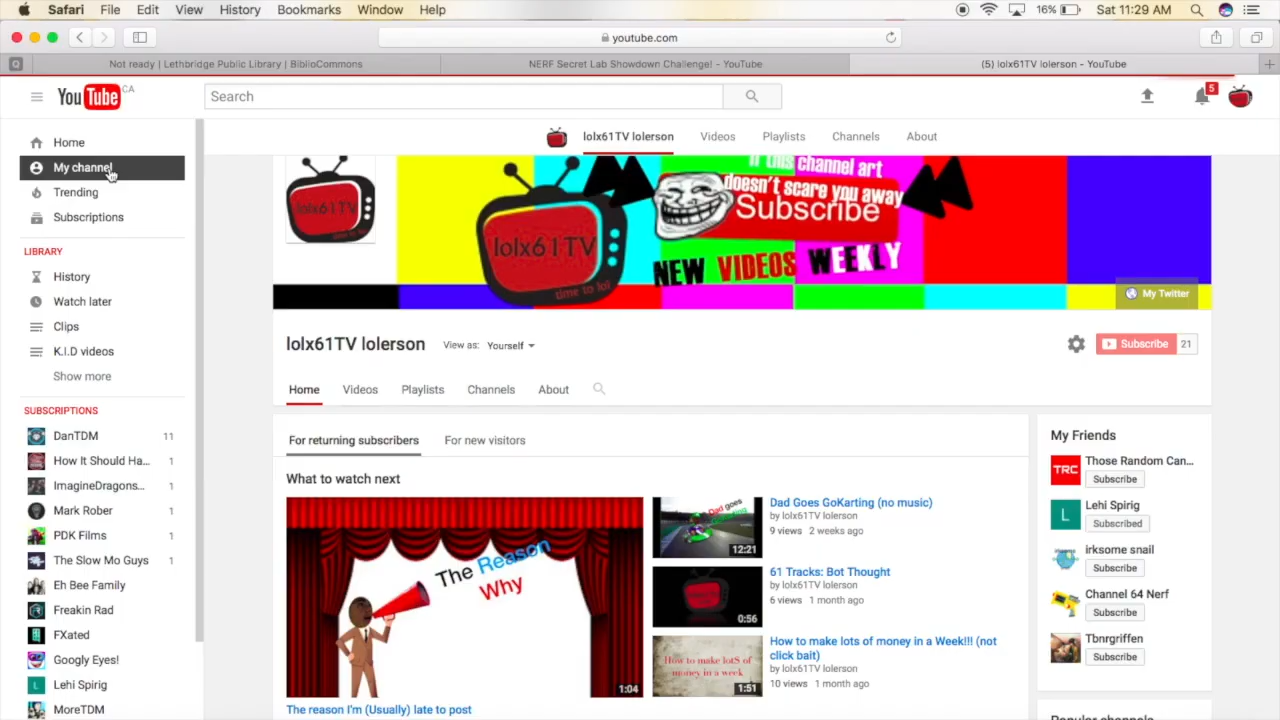 Safari File Edit View History Bookmarks Window Help 16% Sat 11:29 AM
youtube.com
Not ready | Lethbridge Public Library | BiblioCommons
NERF Secret Lab Showdown Challenge! - YouTube
(5) lolx61TV lolerson - YouTube
YouTube CA
Search
5
Home
My channel
Trending
Subscriptions
LIBRARY
History
Watch later
Clips
K.I.D videos
Show more
SUBSCRIPTIONS
DanTDM 11
How It Should Ha... 1
ImagineDragons... 1
Mark Rober 1
PDK Films 1
The Slow Mo Guys 1
Eh Bee Family
Freakin Rad
FXated
Googly Eyes!
L Lehi Spirig
MoreTDM
lolx61TV lolerson Videos Playlists Channels About
lolx61TV
lolx61TV
time to lol
If this channel art
doesn't scare you away
Subscribe
NEW VIDEOS WEEKLY
My Twitter
lolx61TV lolerson View as: Yourself
Subscribe 21
Home Videos Playlists Channels About
For returning subscribers For new visitors
What to watch next
The Reason
Why
1:04
The reason I'm (Usually) late to post
Dad goes
GoKarting
12:21
Dad Goes GoKarting (no music)
by lolx61TV lolerson
9 views 2 weeks ago
0:56
61 Tracks: Bot Thought
by lolx61TV lolerson
6 views 1 month ago
How to make lotS of
money in a week
1:51
How to make lots of money in a Week!!! (not
click bait)
by lolx61TV lolerson
10 views 1 month ago
My Friends
TRC
Those Random Can...
Subscribe
L
Lehi Spirig
Subscribed
irksome snail
Subscribe
Channel 64 Nerf
Subscribe
Tbnrgriffen
Subscribe
Popular channels